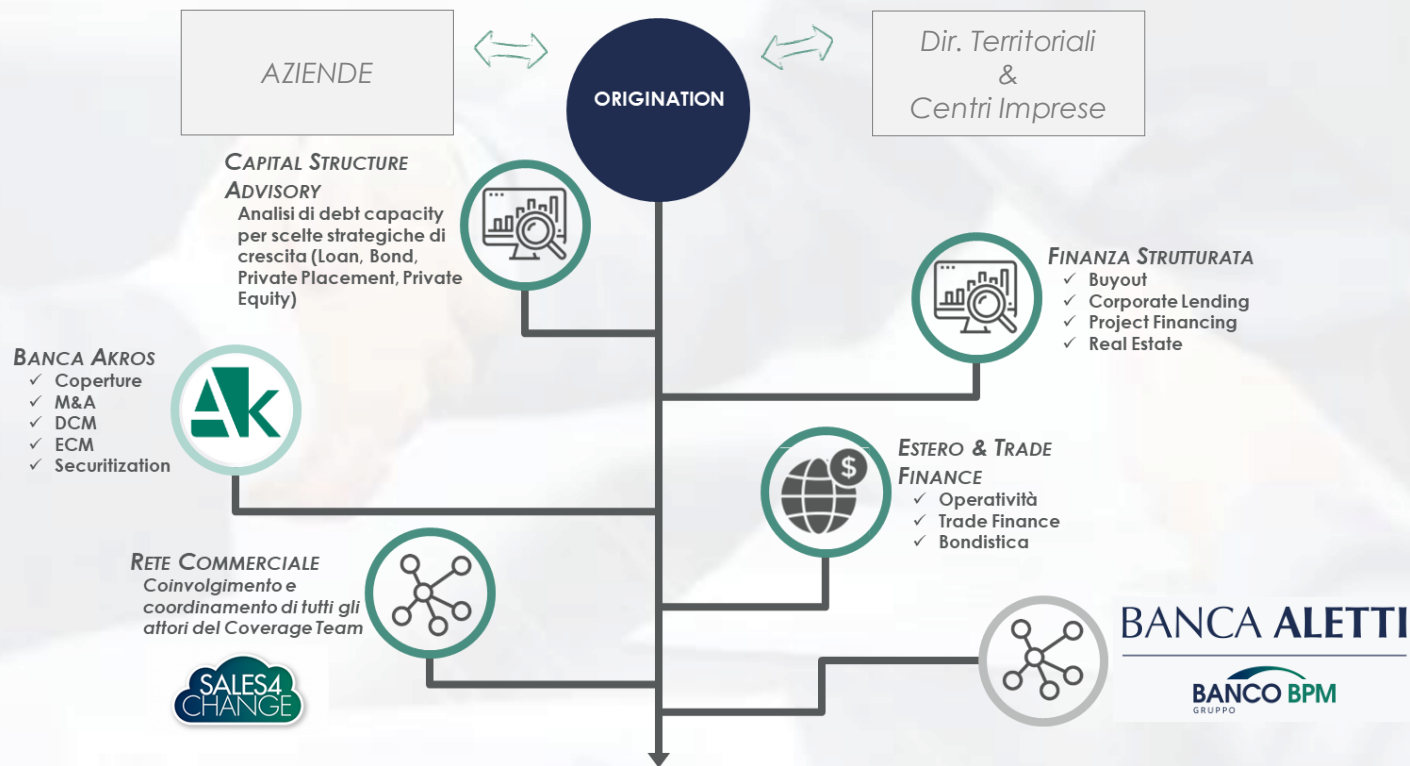 AZIENDE
ORIGINATION
Dir. Territoriali
&
Centri Imprese
CAPITAL STRUCTURE
ADVISORY
Analisi di debt capacity
per scelte strategiche di
crescita (Loan, Bond,
Private Placement, Private
Equity)
FINANZA STRUTTURATA
✓ Buyout
✓ Corporate Lending
✓ Project Financing
✓ Real Estate
BANCA AKROS
✓ Coperture
✓ M&A
✓ DCM
✓ ECM
✓ Securitization
Ak
ESTERO & TRADE
FINANCE
✓ Operatività
✓ Trade Finance
✓ Bondistica
$
RETE COMMERCIALE
Coinvolgimento e
coordinamento di tutti gli
attori del Coverage Team
SALES4
CHANGE
BANCA ALETTI
BANCO BPM
GRUPPO